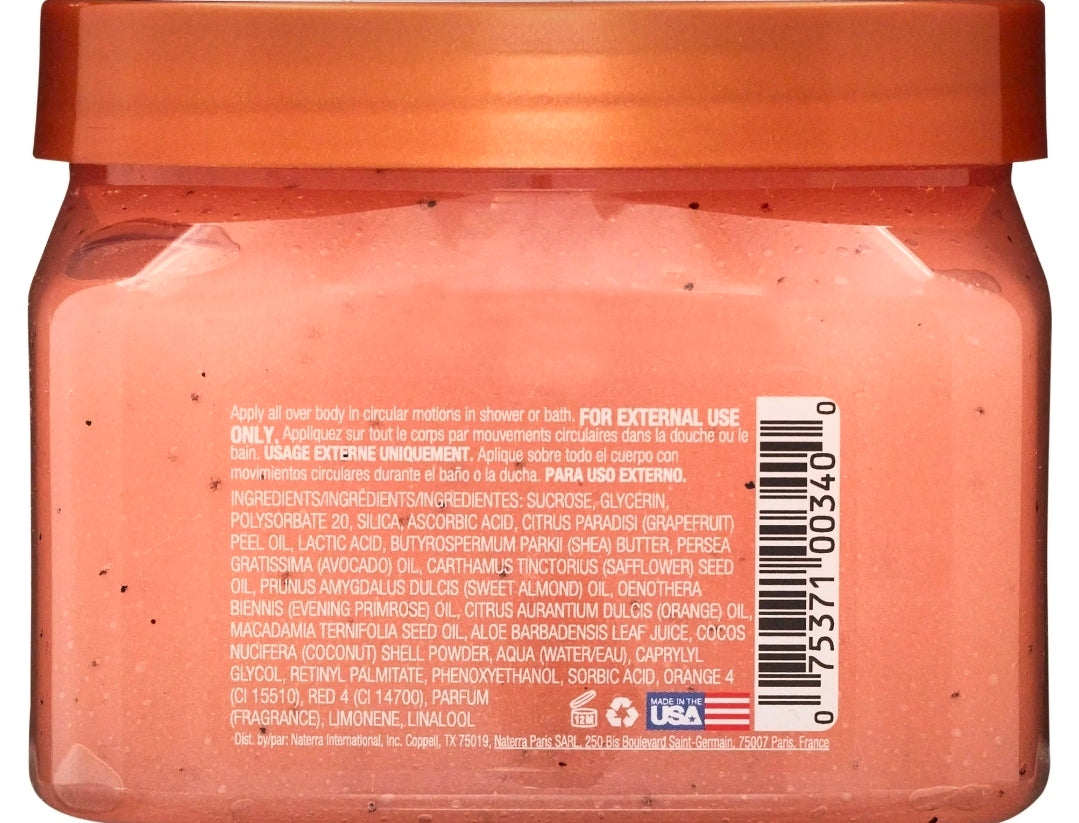 Apply all over body in circular motions in shower or bath. FOR EXTERNAL USE
ONLY. Appliquez sur tout le corps par mouvements circulaires dans la douche ou le
bain. USAGE EXTERNE UNIQUEMENT. Aplique sobre todo el cuerpo con
movimientos circulares durante el baño o la ducha. PARA USO EXTERNO.
INGREDIENTS/INGRÉDIENTS/INGREDIENTES: SUCROSE, GLYCERIN,
POLYSORBATE 20, SILICA, ASCORBIC ACID, CITRUS PARADISI (GRAPEFRUIT)
PEEL OIL, LACTIC ACID, BUTYROSPERMUM PARKII (SHEA) BUTTER, PERSEA
GRATISSIMA (AVOCADO) OIL, CARTHAMUS TINCTORIUS (SAFFLOWER) SEED
OIL, PRUNUS AMYGDALUS DULCIS (SWEET ALMOND) OIL, OENOTHERA
BIENNIS (EVENING PRIMROSE) OIL, CITRUS AURANTIUM DULCIS (ORANGE) OIL,
MACADAMIA TERNIFOLIA SEED OIL, ALOE BARBADENSIS LEAF JUICE, COCOS
NUCIFERA (COCONUT) SHELL POWDER, AQUA (WATER/EAU), CAPRYLYL
GLYCOL, RETINYL PALMITATE, PHENOXYETHANOL, SORBIC ACID, ORANGE 4
(CI 15510), RED 4 (CI 14700), PARFUM
(FRAGRANCE), LIMONENE, LINALOOL
12M
MADE IN THE
USA
Dist. by/par: Naterra International, Inc. Coppell, TX 75019, Naterra Paris SARL, 250 Bis Boulevard Saint-Germain, 75007 Paris, France
0 75371 00340 0